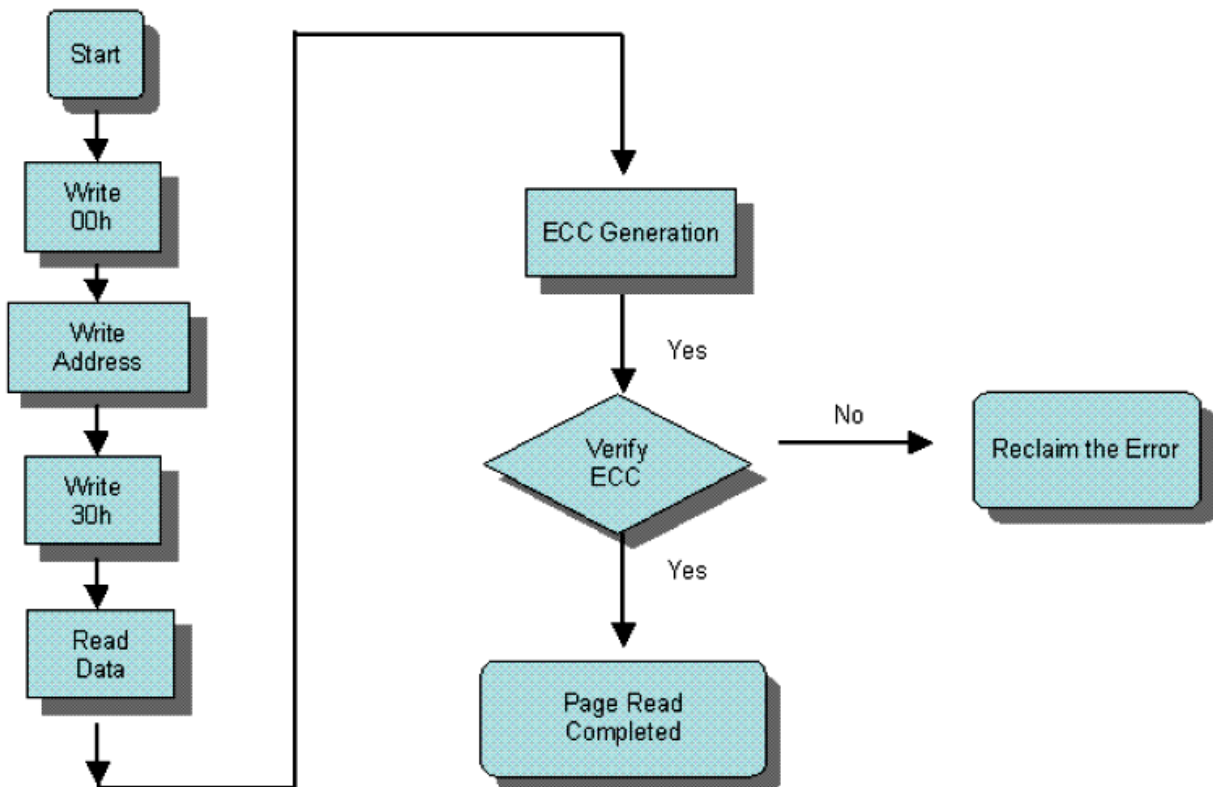 Start
Write
00h
Write
Address
Write
30h
Read
Data
ECC Generation
Yes
Verify
ECC
No
Reclaim the Error
Yes
Page Read
Completed